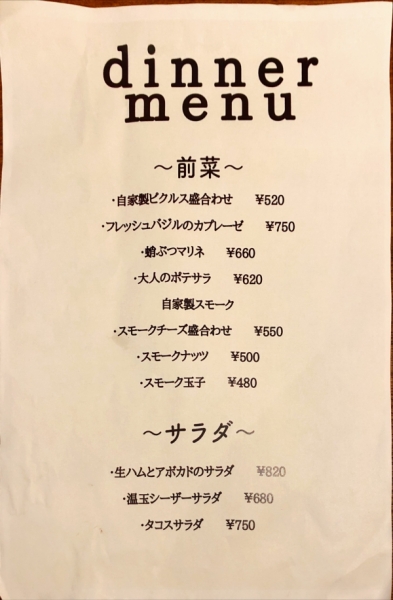 dinner
menu
～前菜～
・自家製ピクルス盛合わせ ¥520
・フレッシュバジルのカプレーゼ ¥750
・蛸ぶつマリネ ¥660
・大人のポテサラ ¥620
自家製スモーク
・スモークチーズ盛合わせ ¥550
・スモークナッツ ¥500
・スモーク玉子 ¥480
～サラダ～
・生ハムとアボカドのサラダ ¥820
・温玉シーザーサラダ ¥680
・タコスサラダ ¥750